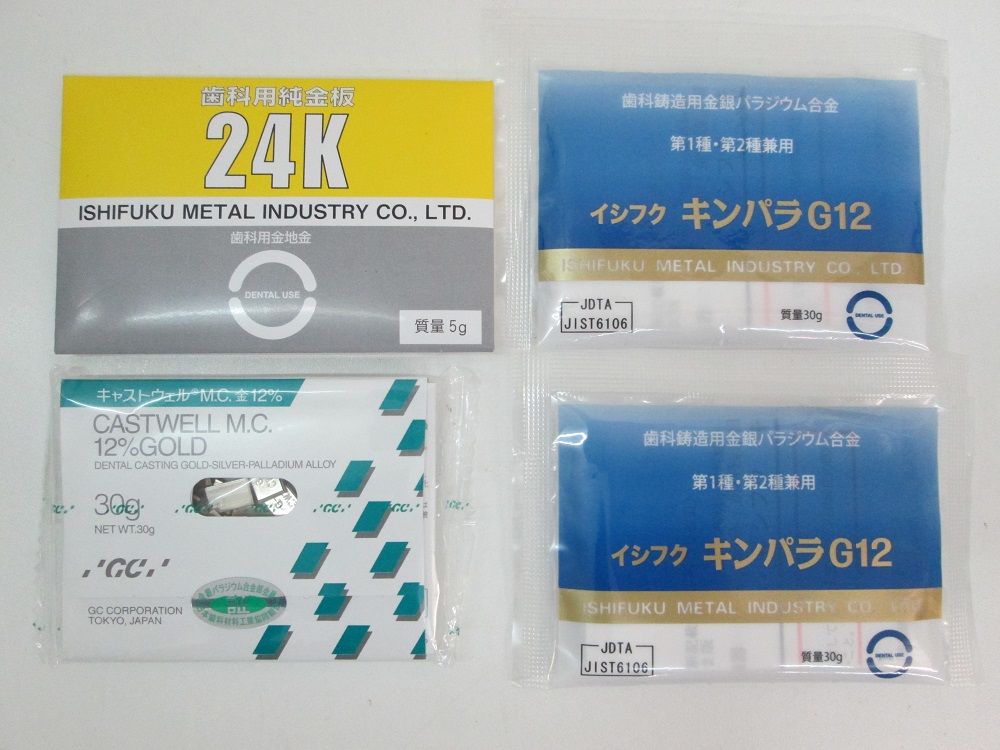 歯科用純金板
24K
ISHIFUKU METAL INDUSTRY CO., LTD.
歯科用金地金
DENTAL USE
質量 5g
歯科鋳造用金銀パラジウム合金
第1種・第2種兼用
イシフク キンパラG12
ISHIFUKU METAL INDUSTRY CO LTD.
JDTA
JIST6106
質量30g
DENTAL USE
キャストウェル®M.C. 金12%
CASTWELL M.C.
12%GOLD
DENTAL CASTING GOLD-SILVER-PALLADIUM ALLOY
30g
NET WT.30g
GC
GC CORPORATION
TOKYO, JAPAN
歯科鋳造用金銀パラジウム合金
第1種・第2種兼用
イシフク キンパラG12
ISHIFUKU METAL INDUSTRY CO
JDTA
JIST6106
質量30g
DENTAL USE